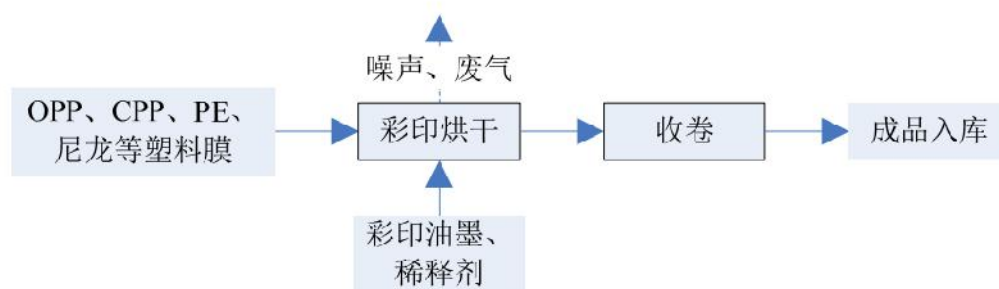 噪声、废气
OPP、CPP、PE、
尼龙等塑料膜
彩印烘干
收卷
成品入库
彩印油墨、
稀释剂